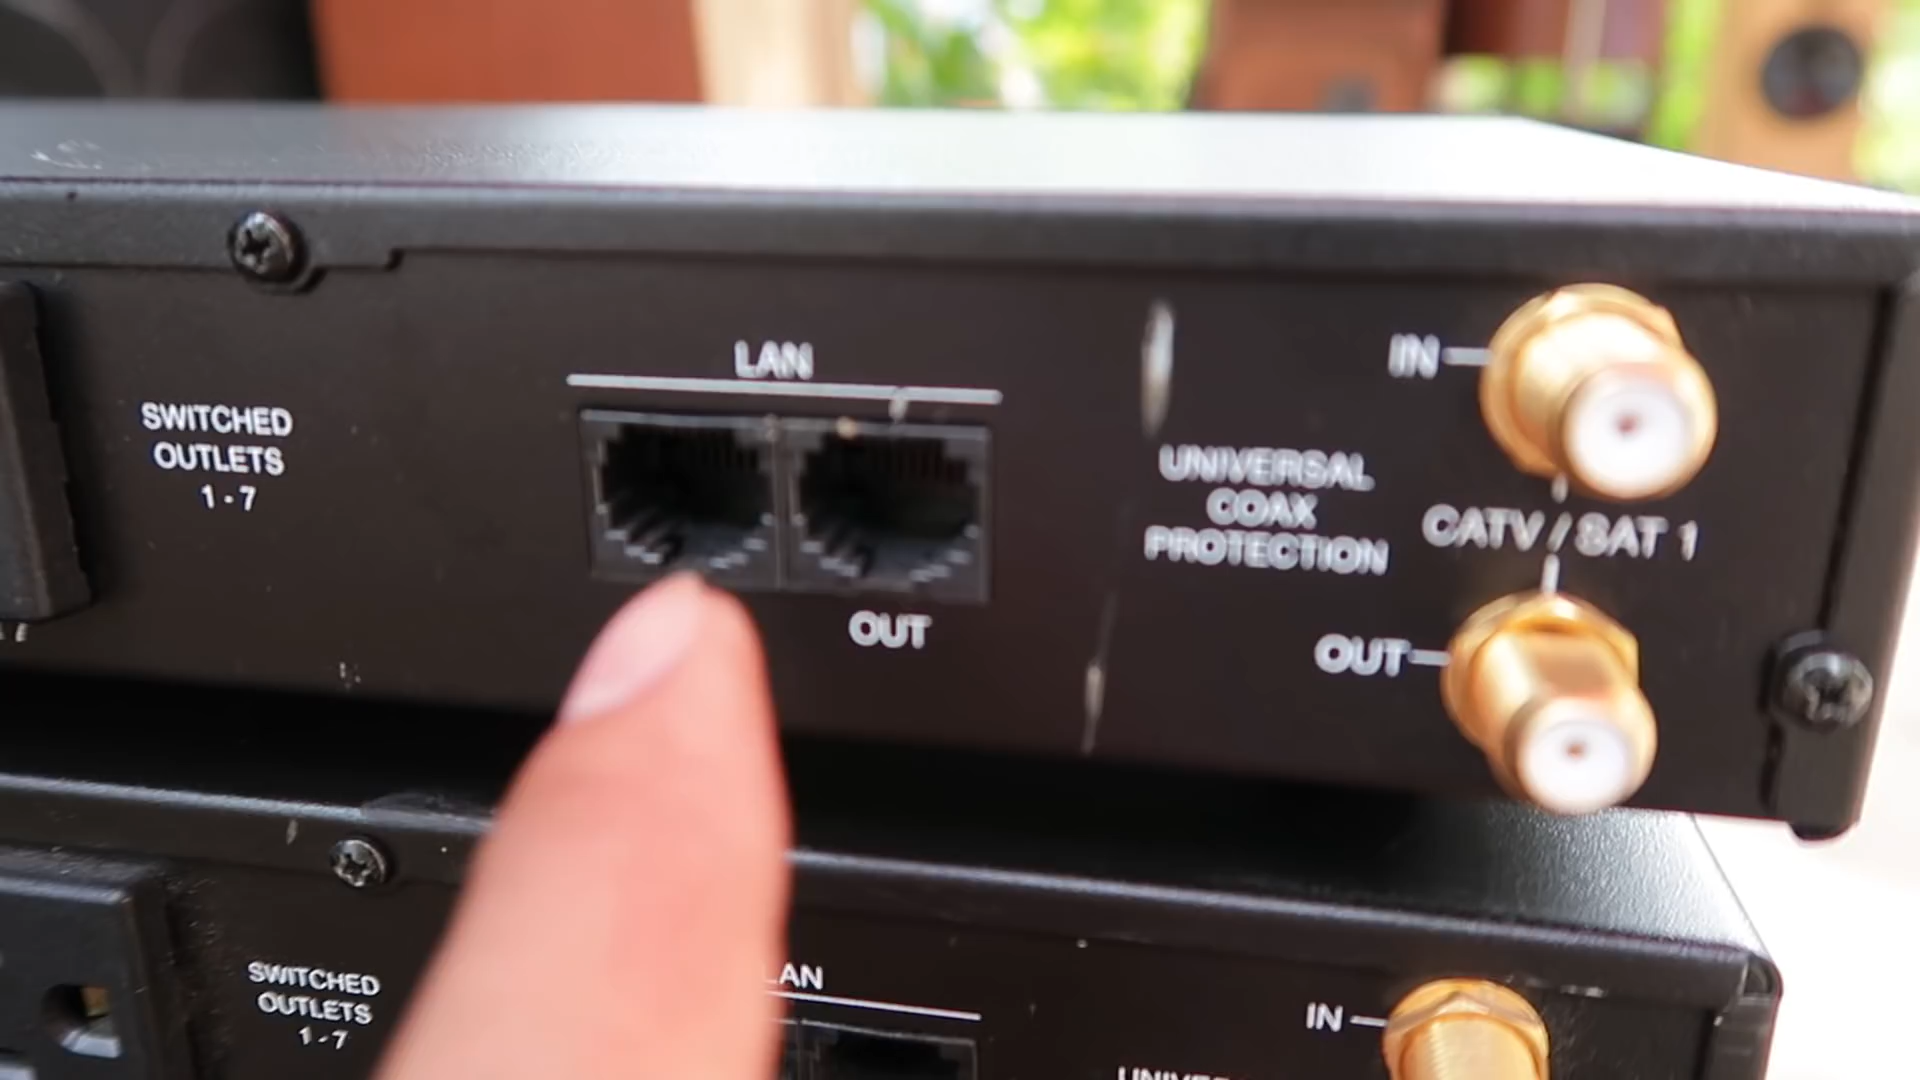 LAN
IN
SWITCHED
OUTLETS
1 - 7
UNIVERSAL
COAX
PROTECTION
CATV / SAT 1
OUT
OUT
SWITCHED
OUTLETS
1 - 7
LAN
IN